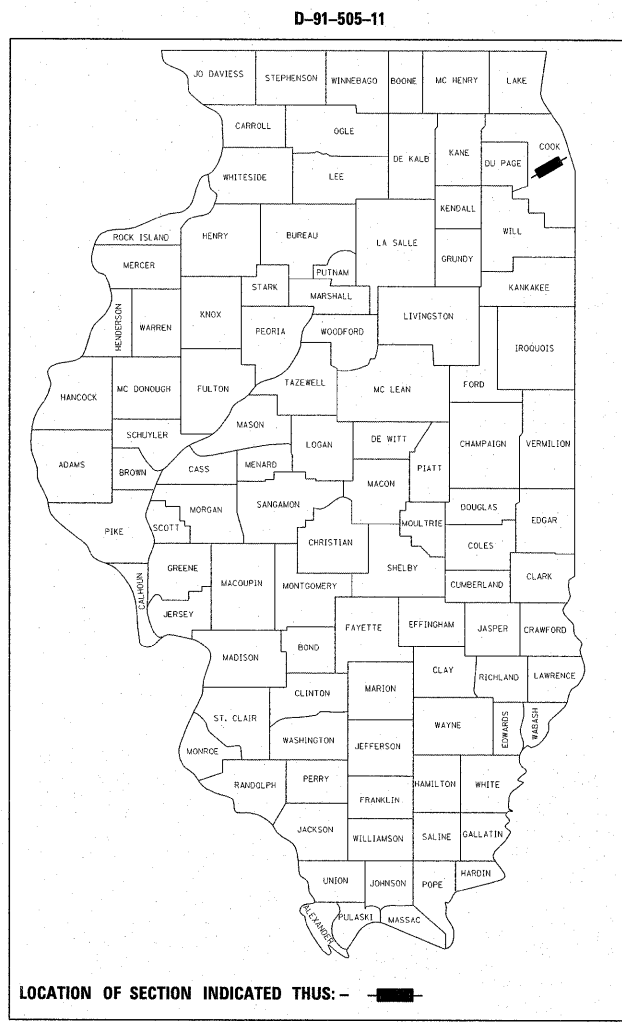 D-91-505-11
JO DAVIESS STEPHENSON WINNEBAGO BOONE MC HENRY LAKE
CARROLL OGLE DE KALB KANE DU PAGE COOK
WHITESIDE LEE KENDALL WILL
ROCK ISLAND HENRY BUREAU LA SALLE GRUNDY
MERCER PUTNAM KANKAKEE
STARK MARSHALL
HENDERSON WARREN KNOX PEORIA WOODFORD LIVINGSTON IROQUOIS
HANCOCK MC DONOUGH FULTON TAZEWELL MC LEAN FORD
MASON
SCHUYLER LOGAN DE WITT CHAMPAIGN VERMILION
ADAMS BROWN CASS MENARD MACON PIATT
PIKE SCOTT MORGAN SANGAMON MOULTRIE DOUGLAS EDGAR
CHRISTIAN COLES
CALHOUN GREENE MACOUPIN MONTGOMERY SHELBY CUMBERLAND CLARK
JERSEY FAYETTE EFFINGHAM JASPER CRAWFORD
MADISON BOND CLAY RICHLAND LAWRENCE
CLINTON MARION
ST. CLAIR WAYNE EDWARDS WABASH
MONROE WASHINGTON JEFFERSON
RANDOLPH PERRY HAMILTON WHITE
FRANKLIN
JACKSON WILLIAMSON SALINE GALLATIN
UNION JOHNSON POPE HARDIN
ALEXANDER PULASKI MASSAC
LOCATION OF SECTION INDICATED THUS: –